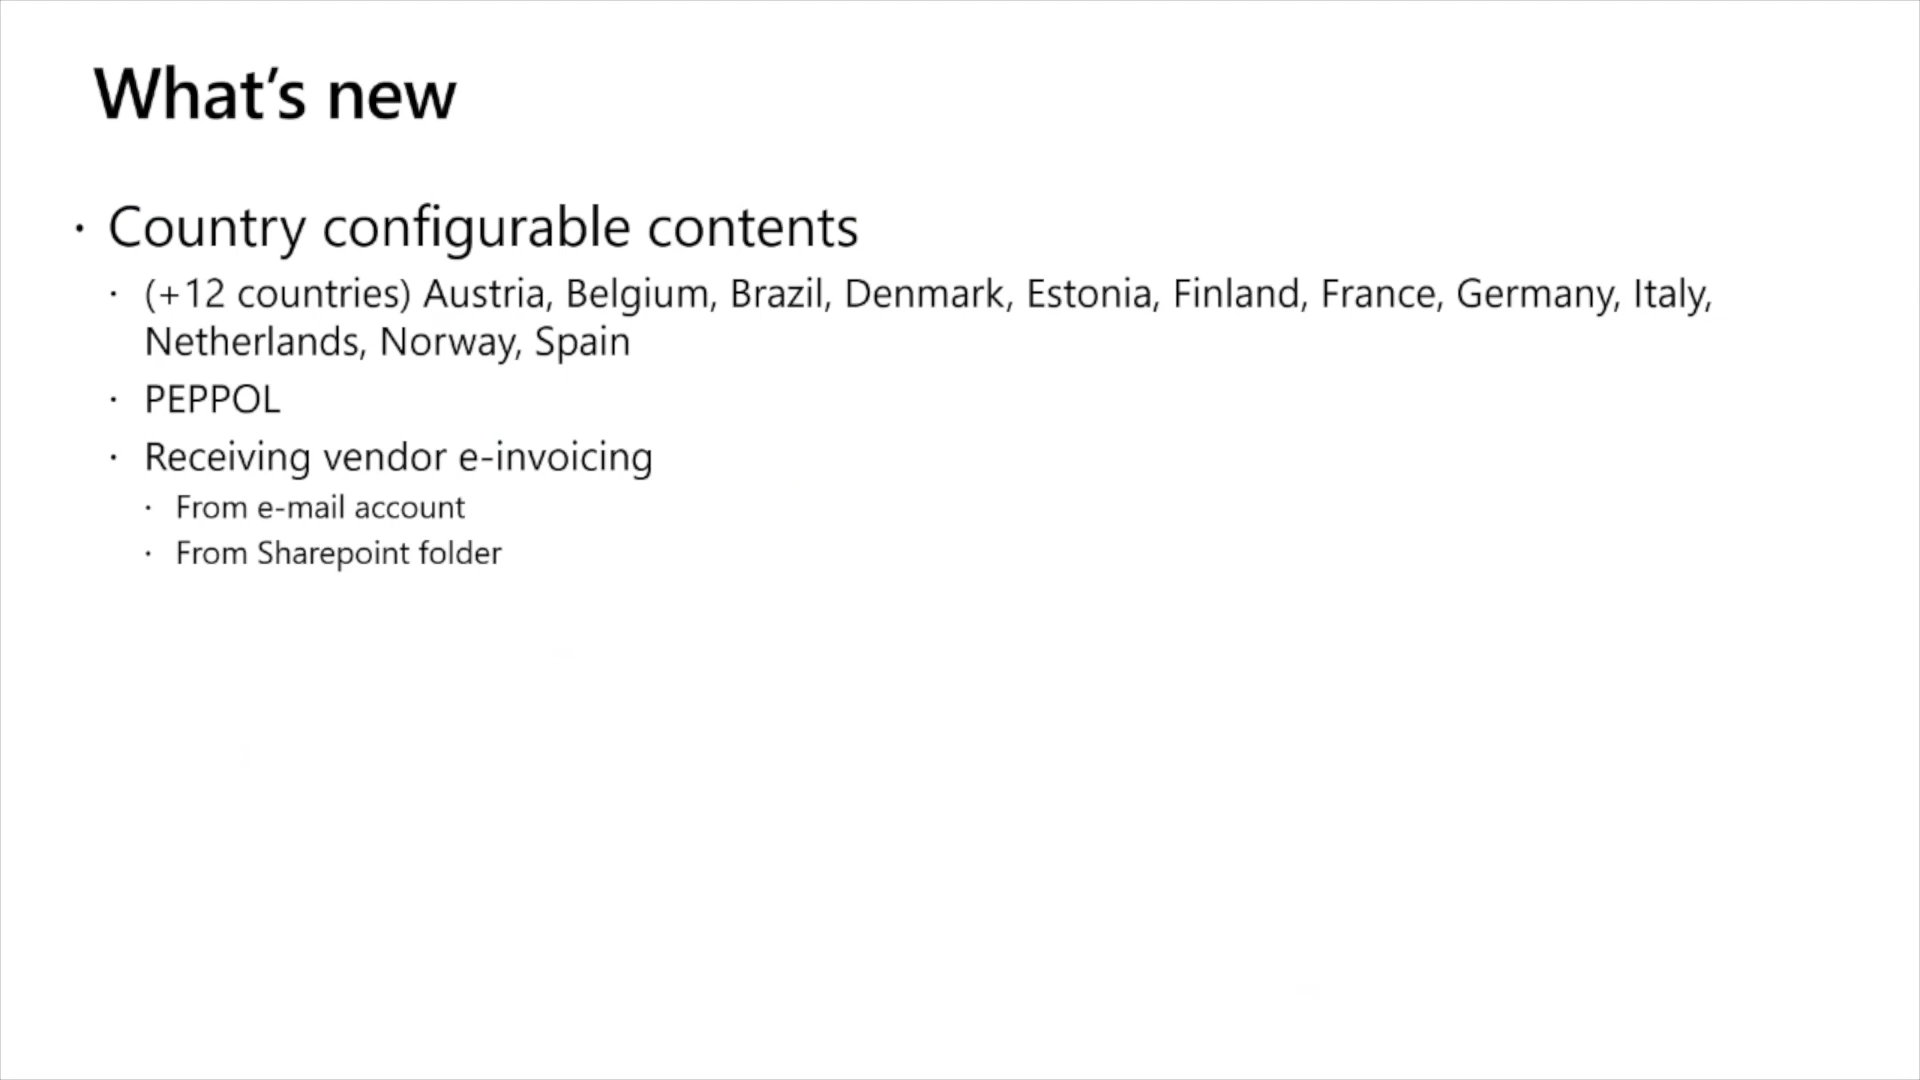 What's new
· Country configurable contents
· (+12 countries) Austria, Belgium, Brazil, Denmark, Estonia, Finland, France, Germany, Italy,
Netherlands, Norway, Spain
· PEPPOL
· Receiving vendor e-invoicing
· From e-mail account
· From Sharepoint folder